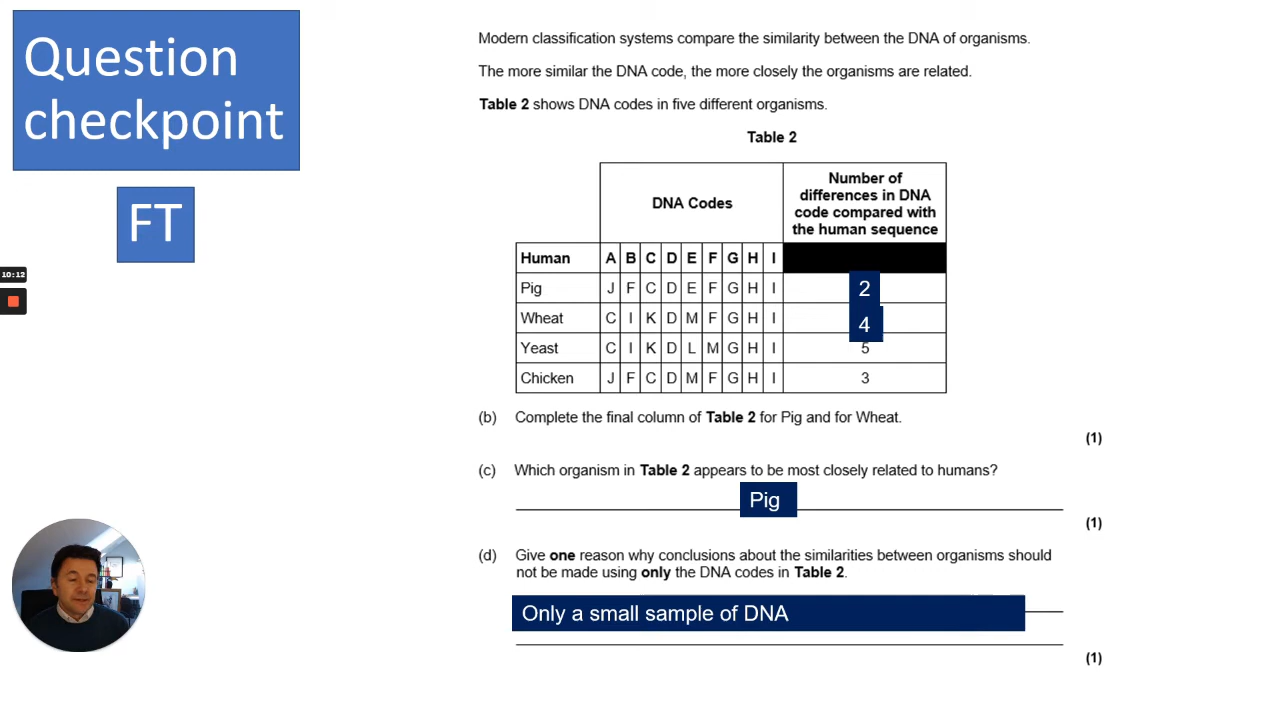 Question
checkpoint
FT
10:12
Modern classification systems compare the similarity between the DNA of organisms.
The more similar the DNA code, the more closely the organisms are related.
Table 2 shows DNA codes in five different organisms.
Table 2
DNA Codes
Number of
differences in DNA
code compared with
the human sequence
Human A B C D E F G H I
Pig J F C D E F G H I 2
Wheat C I K D M F G H I 4
Yeast C I K D L M G H I 5
Chicken J F C D M F G H I 3
(b) Complete the final column of Table 2 for Pig and for Wheat.
(1)
(c) Which organism in Table 2 appears to be most closely related to humans?
Pig
(1)
(d) Give one reason why conclusions about the similarities between organisms should
not be made using only the DNA codes in Table 2.
Only a small sample of DNA
(1)